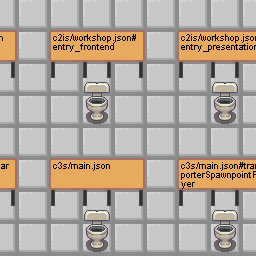 n
c2is/workshop.json#
entry_frontend
c2is/workshop.json
entry_presentation
ar
c3s/main.json
c3s/main.json#tra
porterSpawnpointF
yer